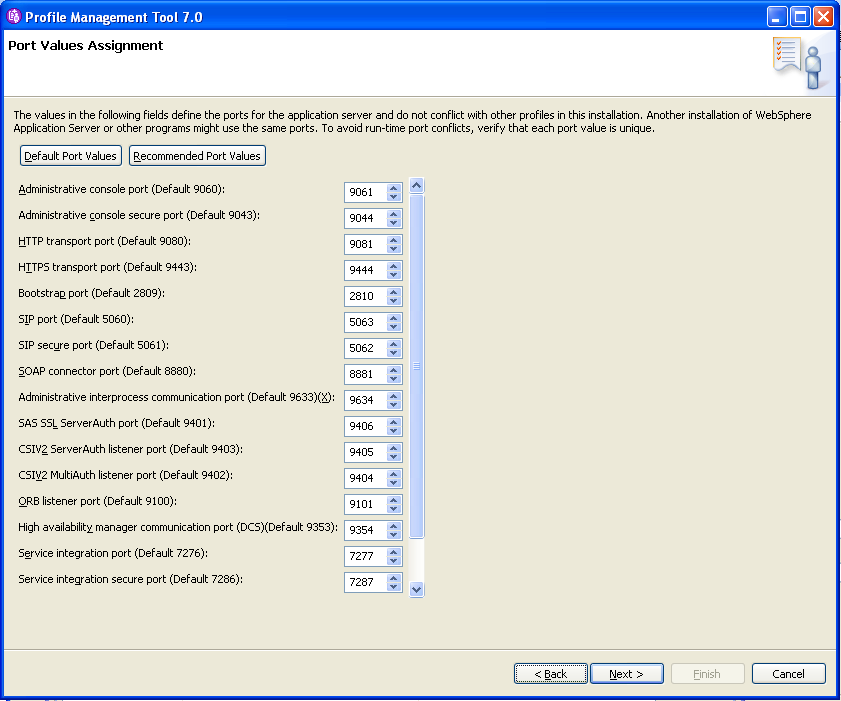 Profile Management Tool 7.0
Port Values Assignment
The values in the following fields define the ports for the application server and do not conflict with other profiles in this installation. Another installation of WebSphere
Application Server or other programs might use the same ports. To avoid run-time port conflicts, verify that each port value is unique.
Default Port Values Recommended Port Values
Administrative console port (Default 9060): 9061
Administrative console secure port (Default 9043): 9044
HTTP transport port (Default 9080): 9081
HTTPS transport port (Default 9443): 9444
Bootstrap port (Default 2809): 2810
SIP port (Default 5060): 5063
SIP secure port (Default 5061): 5062
SOAP connector port (Default 8880): 8881
Administrative interprocess communication port (Default 9633)(X): 9634
SAS SSL ServerAuth port (Default 9401): 9406
CSIV2 ServerAuth listener port (Default 9403): 9405
CSIV2 MultiAuth listener port (Default 9402): 9404
ORB listener port (Default 9100): 9101
High availability manager communication port (DCS)(Default 9353): 9354
Service integration port (Default 7276): 7277
Service integration secure port (Default 7286): 7287
< Back Next > Finish Cancel